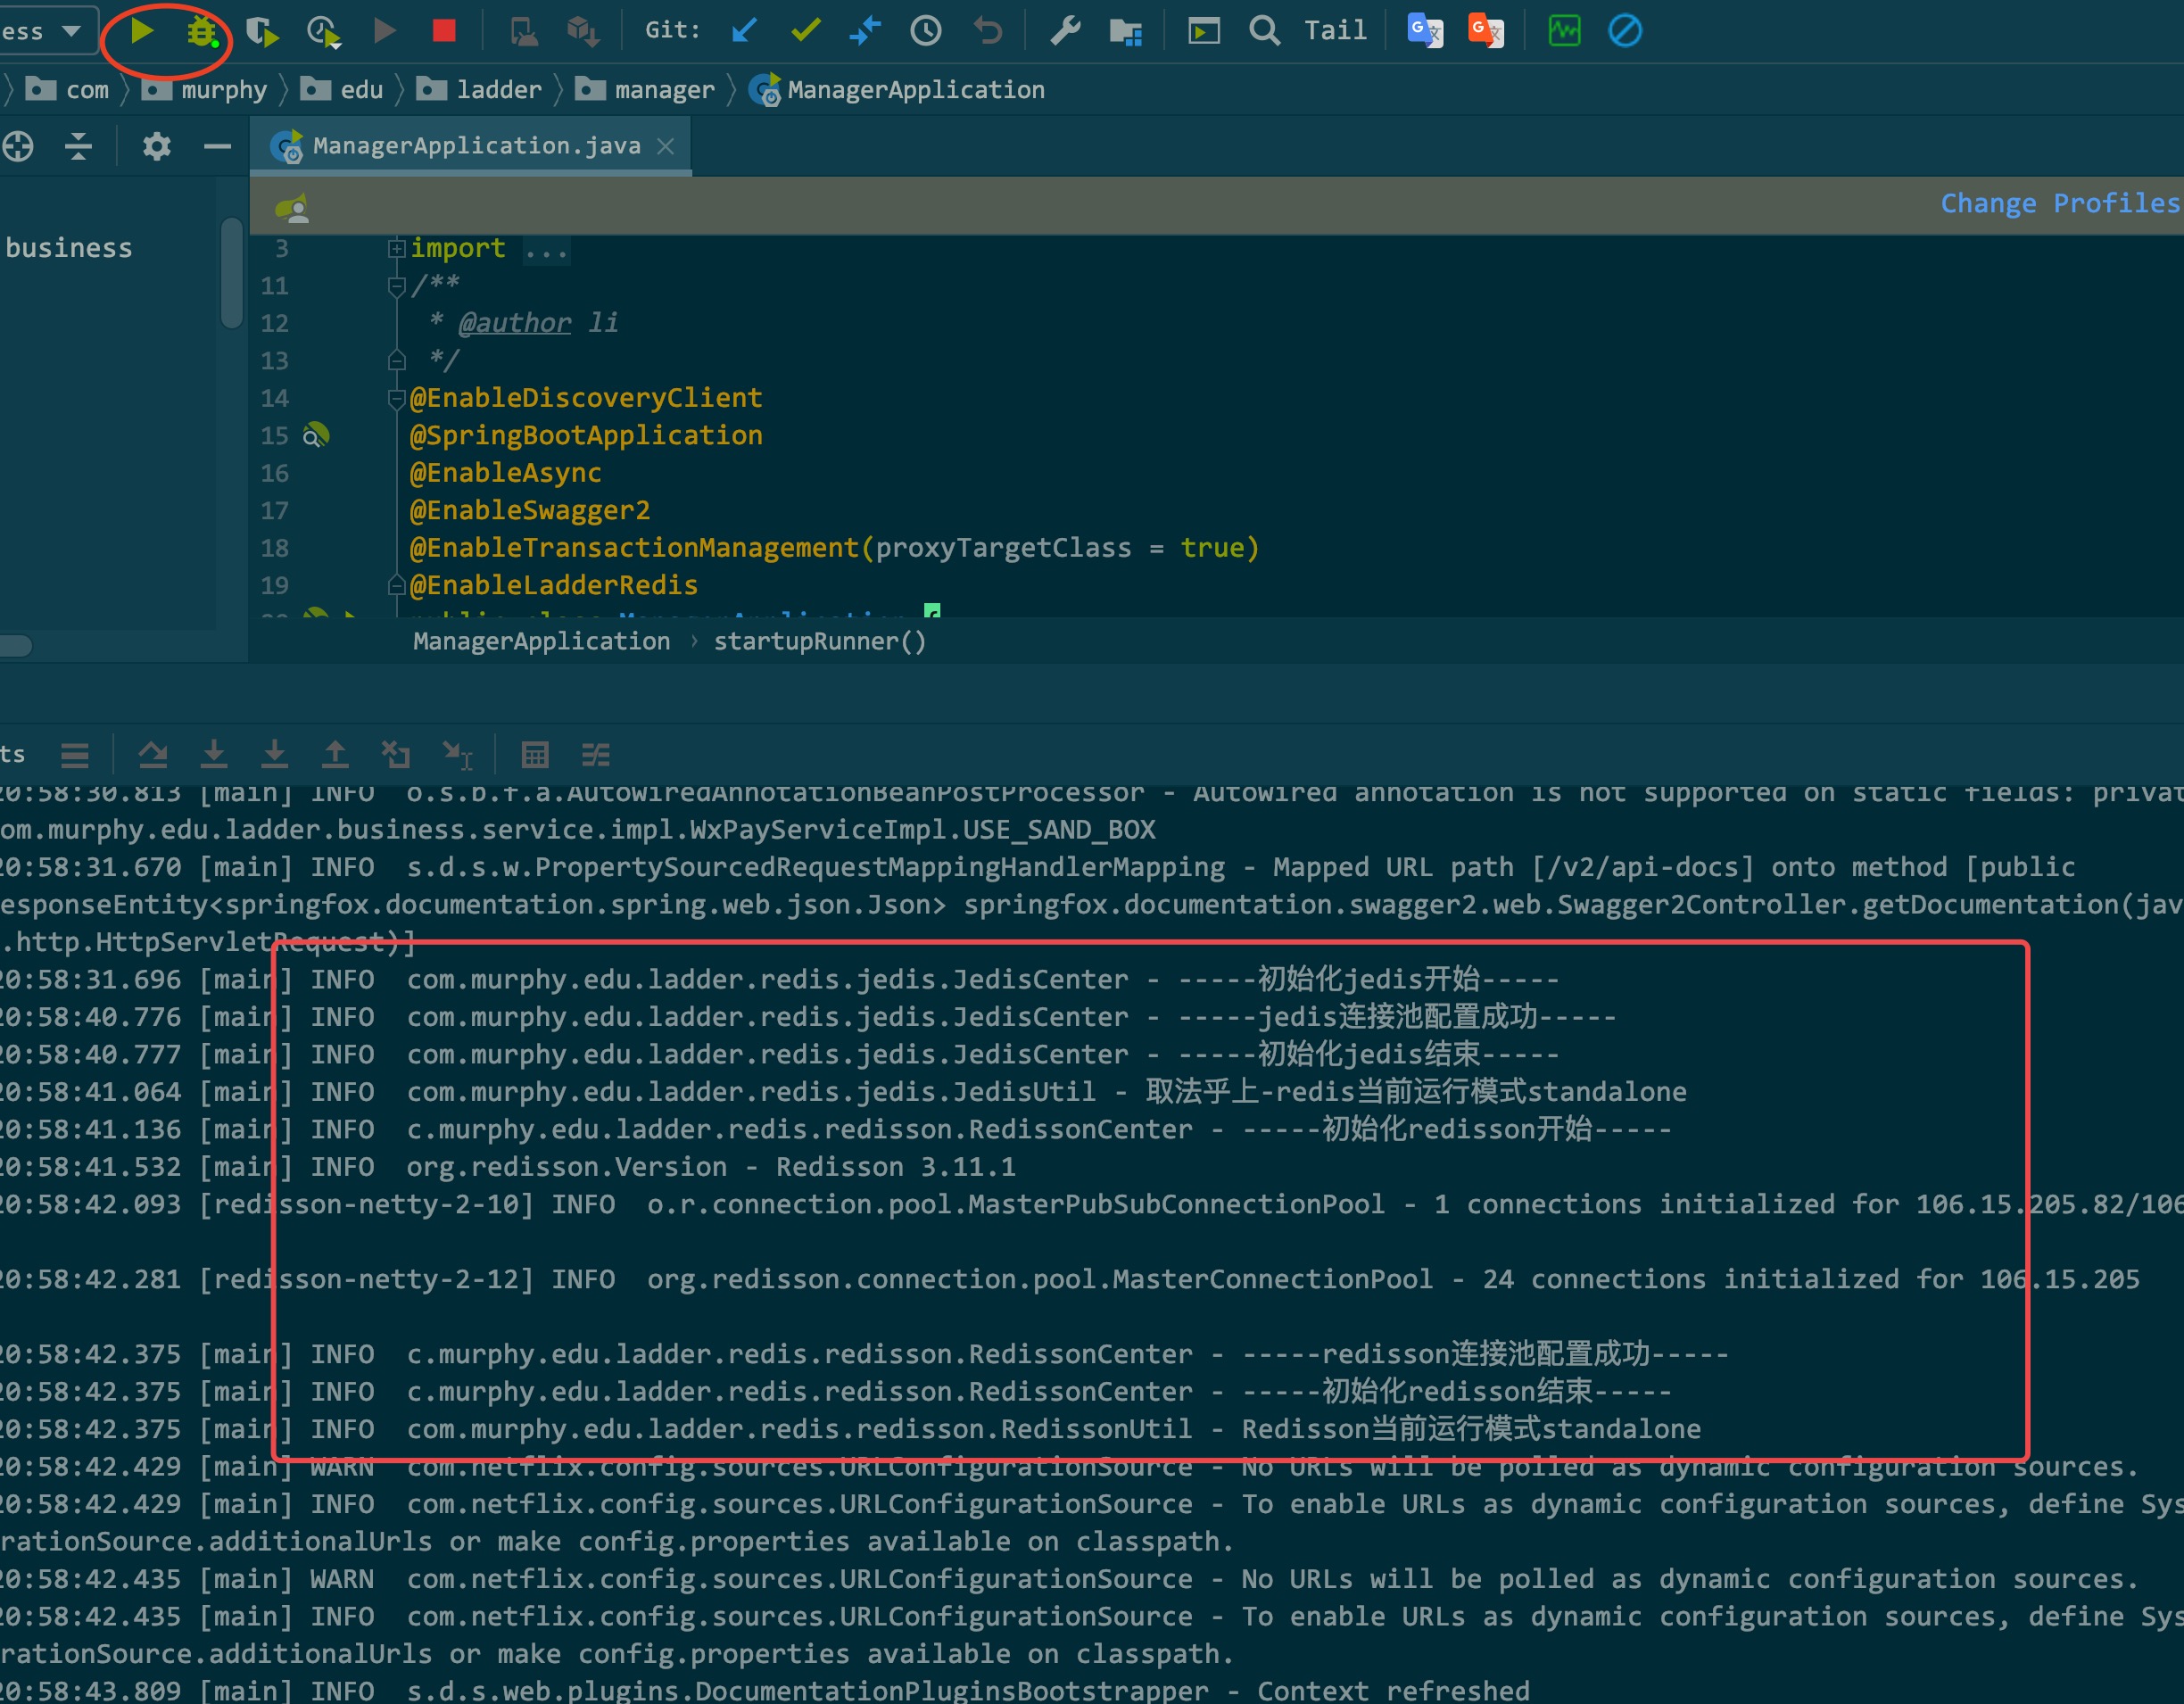 ess
Git:
Tail
com murphy edu ladder manager ManagerApplication
ManagerApplication.java
Change Profiles
business
3 import ...
11 /**
12 * @author li
13 */
14 @EnableDiscoveryClient
15 @SpringBootApplication
16 @EnableAsync
17 @EnableSwagger2
18 @EnableTransactionManagement(proxyTargetClass = true)
19 @EnableLadderRedis
20 public class ManagerApplication {
ManagerApplication › startupRunner()
ts
20:58:30.813 [main] INFO o.s.b.f.a.AutowiredAnnotationBeanPostProcessor - Autowired annotation is not supported on static fields: privat
om.murphy.edu.ladder.business.service.impl.WxPayServiceImpl.USE_SAND_BOX
20:58:31.670 [main] INFO s.d.s.w.PropertySourcedRequestMappingHandlerMapping - Mapped URL path [/v2/api-docs] onto method [public
esponseEntity<springfox.documentation.spring.web.json.Json> springfox.documentation.swagger2.web.Swagger2Controller.getDocumentation(jav
.http.HttpServletRequest)]
20:58:31.696 [main] INFO com.murphy.edu.ladder.redis.jedis.JedisCenter - -----初始化jedis开始-----
20:58:40.776 [main] INFO com.murphy.edu.ladder.redis.jedis.JedisCenter - -----jedis连接池配置成功-----
20:58:40.777 [main] INFO com.murphy.edu.ladder.redis.jedis.JedisCenter - -----初始化jedis结束-----
20:58:41.064 [main] INFO com.murphy.edu.ladder.redis.jedis.JedisUtil - 取法乎上-redis当前运行模式standalone
20:58:41.136 [main] INFO c.murphy.edu.ladder.redis.redisson.RedissonCenter - -----初始化redisson开始-----
20:58:41.532 [main] INFO org.redisson.Version - Redisson 3.11.1
20:58:42.093 [redisson-netty-2-10] INFO o.r.connection.pool.MasterPubSubConnectionPool - 1 connections initialized for 106.15.205.82/106
20:58:42.281 [redisson-netty-2-12] INFO org.redisson.connection.pool.MasterConnectionPool - 24 connections initialized for 106.15.205
20:58:42.375 [main] INFO c.murphy.edu.ladder.redis.redisson.RedissonCenter - -----redisson连接池配置成功-----
20:58:42.375 [main] INFO c.murphy.edu.ladder.redis.redisson.RedissonCenter - -----初始化redisson结束-----
20:58:42.375 [main] INFO com.murphy.edu.ladder.redis.redisson.RedissonUtil - Redisson当前运行模式standalone
20:58:42.429 [main] WARN com.netflix.config.sources.URLConfigurationSource - No URLs will be polled as dynamic configuration sources.
20:58:42.429 [main] INFO com.netflix.config.sources.URLConfigurationSource - To enable URLs as dynamic configuration sources, define Sys
rationSource.additionalUrls or make config.properties available on classpath.
20:58:42.435 [main] WARN com.netflix.config.sources.URLConfigurationSource - No URLs will be polled as dynamic configuration sources.
20:58:42.435 [main] INFO com.netflix.config.sources.URLConfigurationSource - To enable URLs as dynamic configuration sources, define Sys
rationSource.additionalUrls or make config.properties available on classpath.
20:58:43.809 [main] INFO s.d.s.web.plugins.DocumentationPluginsBootstrapper - Context refreshed